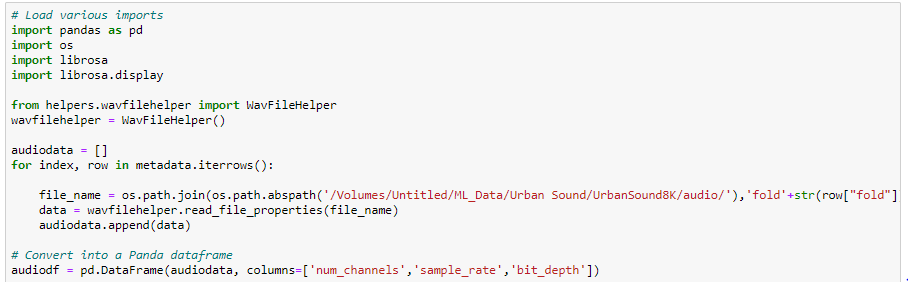 # Load various imports
import pandas as pd
import os
import librosa
import librosa.display
from helpers.wavfilehelper import WavFileHelper
wavfilehelper = WavFileHelper()
audiodata = []
for index, row in metadata.iterrows():
file_name = os.path.join(os.path.abspath('/Volumes/Untitled/ML_Data/Urban Sound/UrbanSound8K/audio/'),'fold'+str(row["fold"]
data = wavfilehelper.read_file_properties(file_name)
audiodata.append(data)
# Convert into a Panda dataframe
audiodf = pd.DataFrame(audiodata, columns=['num_channels','sample_rate','bit_depth'])